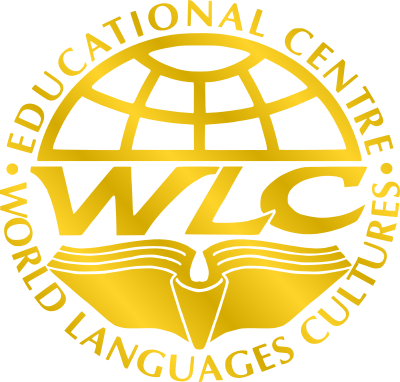 EDUCATIONAL CENTRE
WLC
• WORLD LANGUAGES CULTURES •